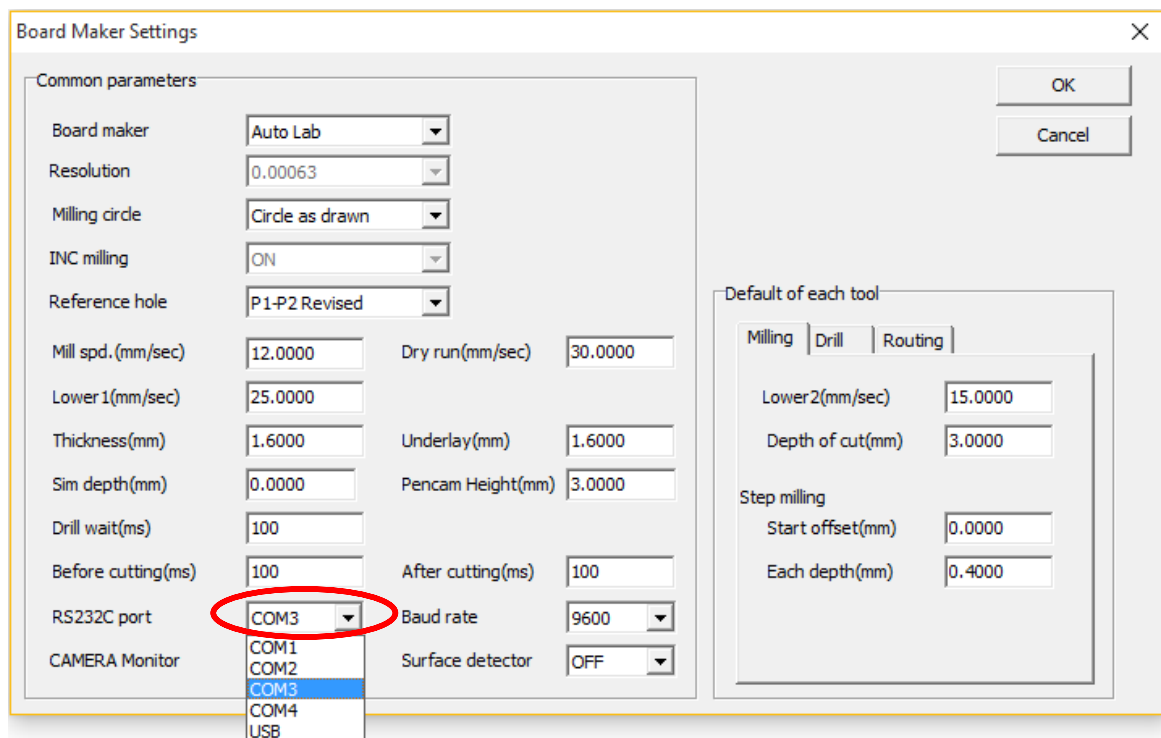 Board Maker Settings
Common parameters
Board maker Auto Lab
Resolution 0.00063
Milling circle Circle as drawn
INC milling ON
Reference hole P1-P2 Revised
Mill spd.(mm/sec) 12.0000 Dry run(mm/sec) 30.0000
Lower1(mm/sec) 25.0000
Thickness(mm) 1.6000 Underlay(mm) 1.6000
Sim depth(mm) 0.0000 Pencam Height(mm) 3.0000
Drill wait(ms) 100
Before cutting(ms) 100 After cutting(ms) 100
RS232C port COM3 Baud rate 9600
CAMERA Monitor Surface detector OFF
COM1
COM2
COM3
COM4
USB
OK
Cancel
Default of each tool
Milling Drill Routing
Lower2(mm/sec) 15.0000
Depth of cut(mm) 3.0000
Step milling
Start offset(mm) 0.0000
Each depth(mm) 0.4000